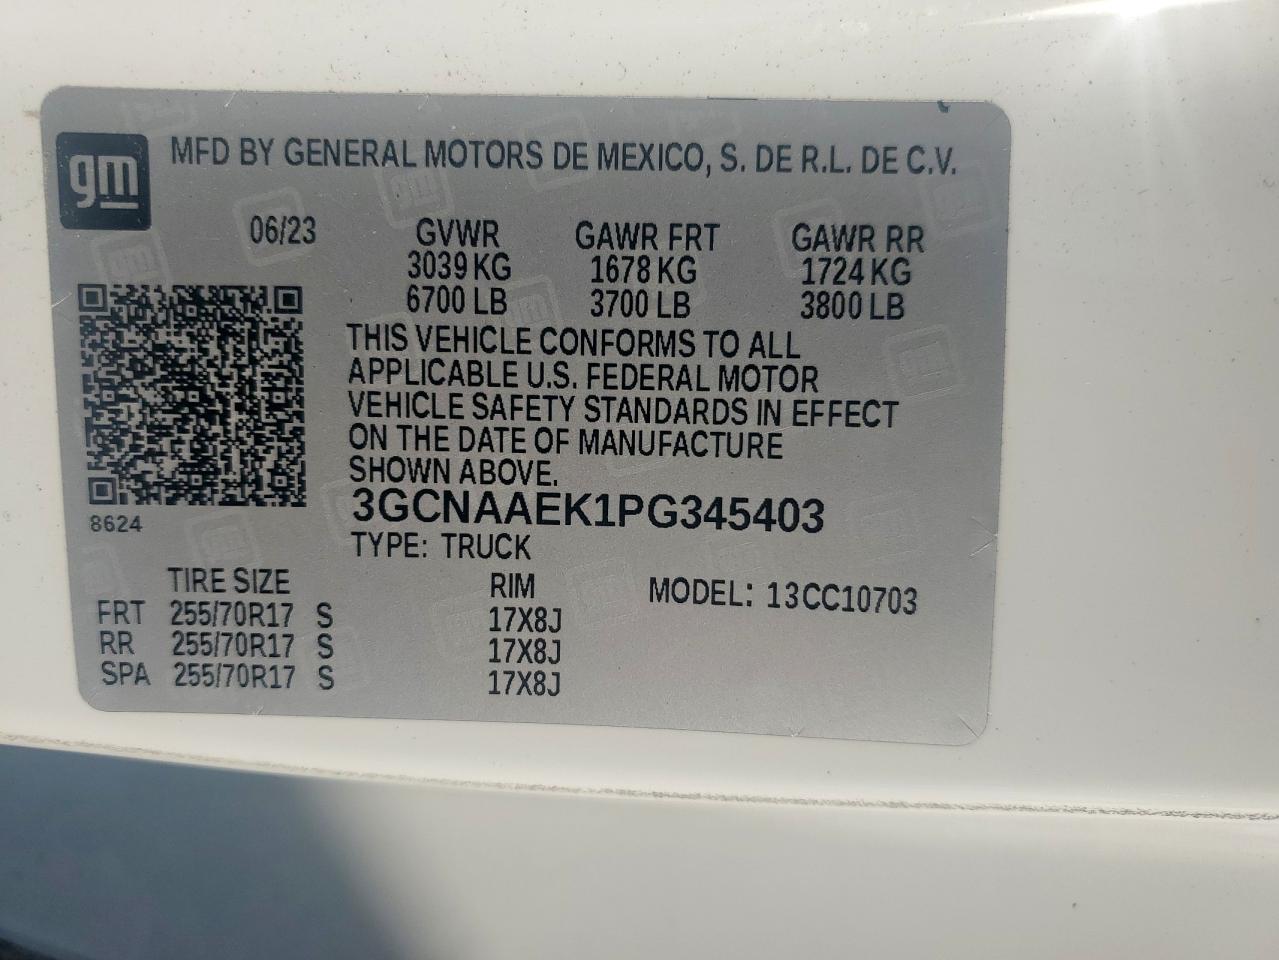 gm
MFD BY GENERAL MOTORS DE MEXICO, S. DE R.L. DE C.V.
06/23 GVWR GAWR FRT GAWR RR
3039 KG 1678 KG 1724 KG
6700 LB 3700 LB 3800 LB
THIS VEHICLE CONFORMS TO ALL
APPLICABLE U.S. FEDERAL MOTOR
VEHICLE SAFETY STANDARDS IN EFFECT
ON THE DATE OF MANUFACTURE
SHOWN ABOVE.
3GCNAAEK1PG345403
8624
TYPE: TRUCK
TIRE SIZE RIM MODEL: 13CC10703
FRT 255/70R17 S 17X8J
RR 255/70R17 S 17X8J
SPA 255/70R17 S 17X8J